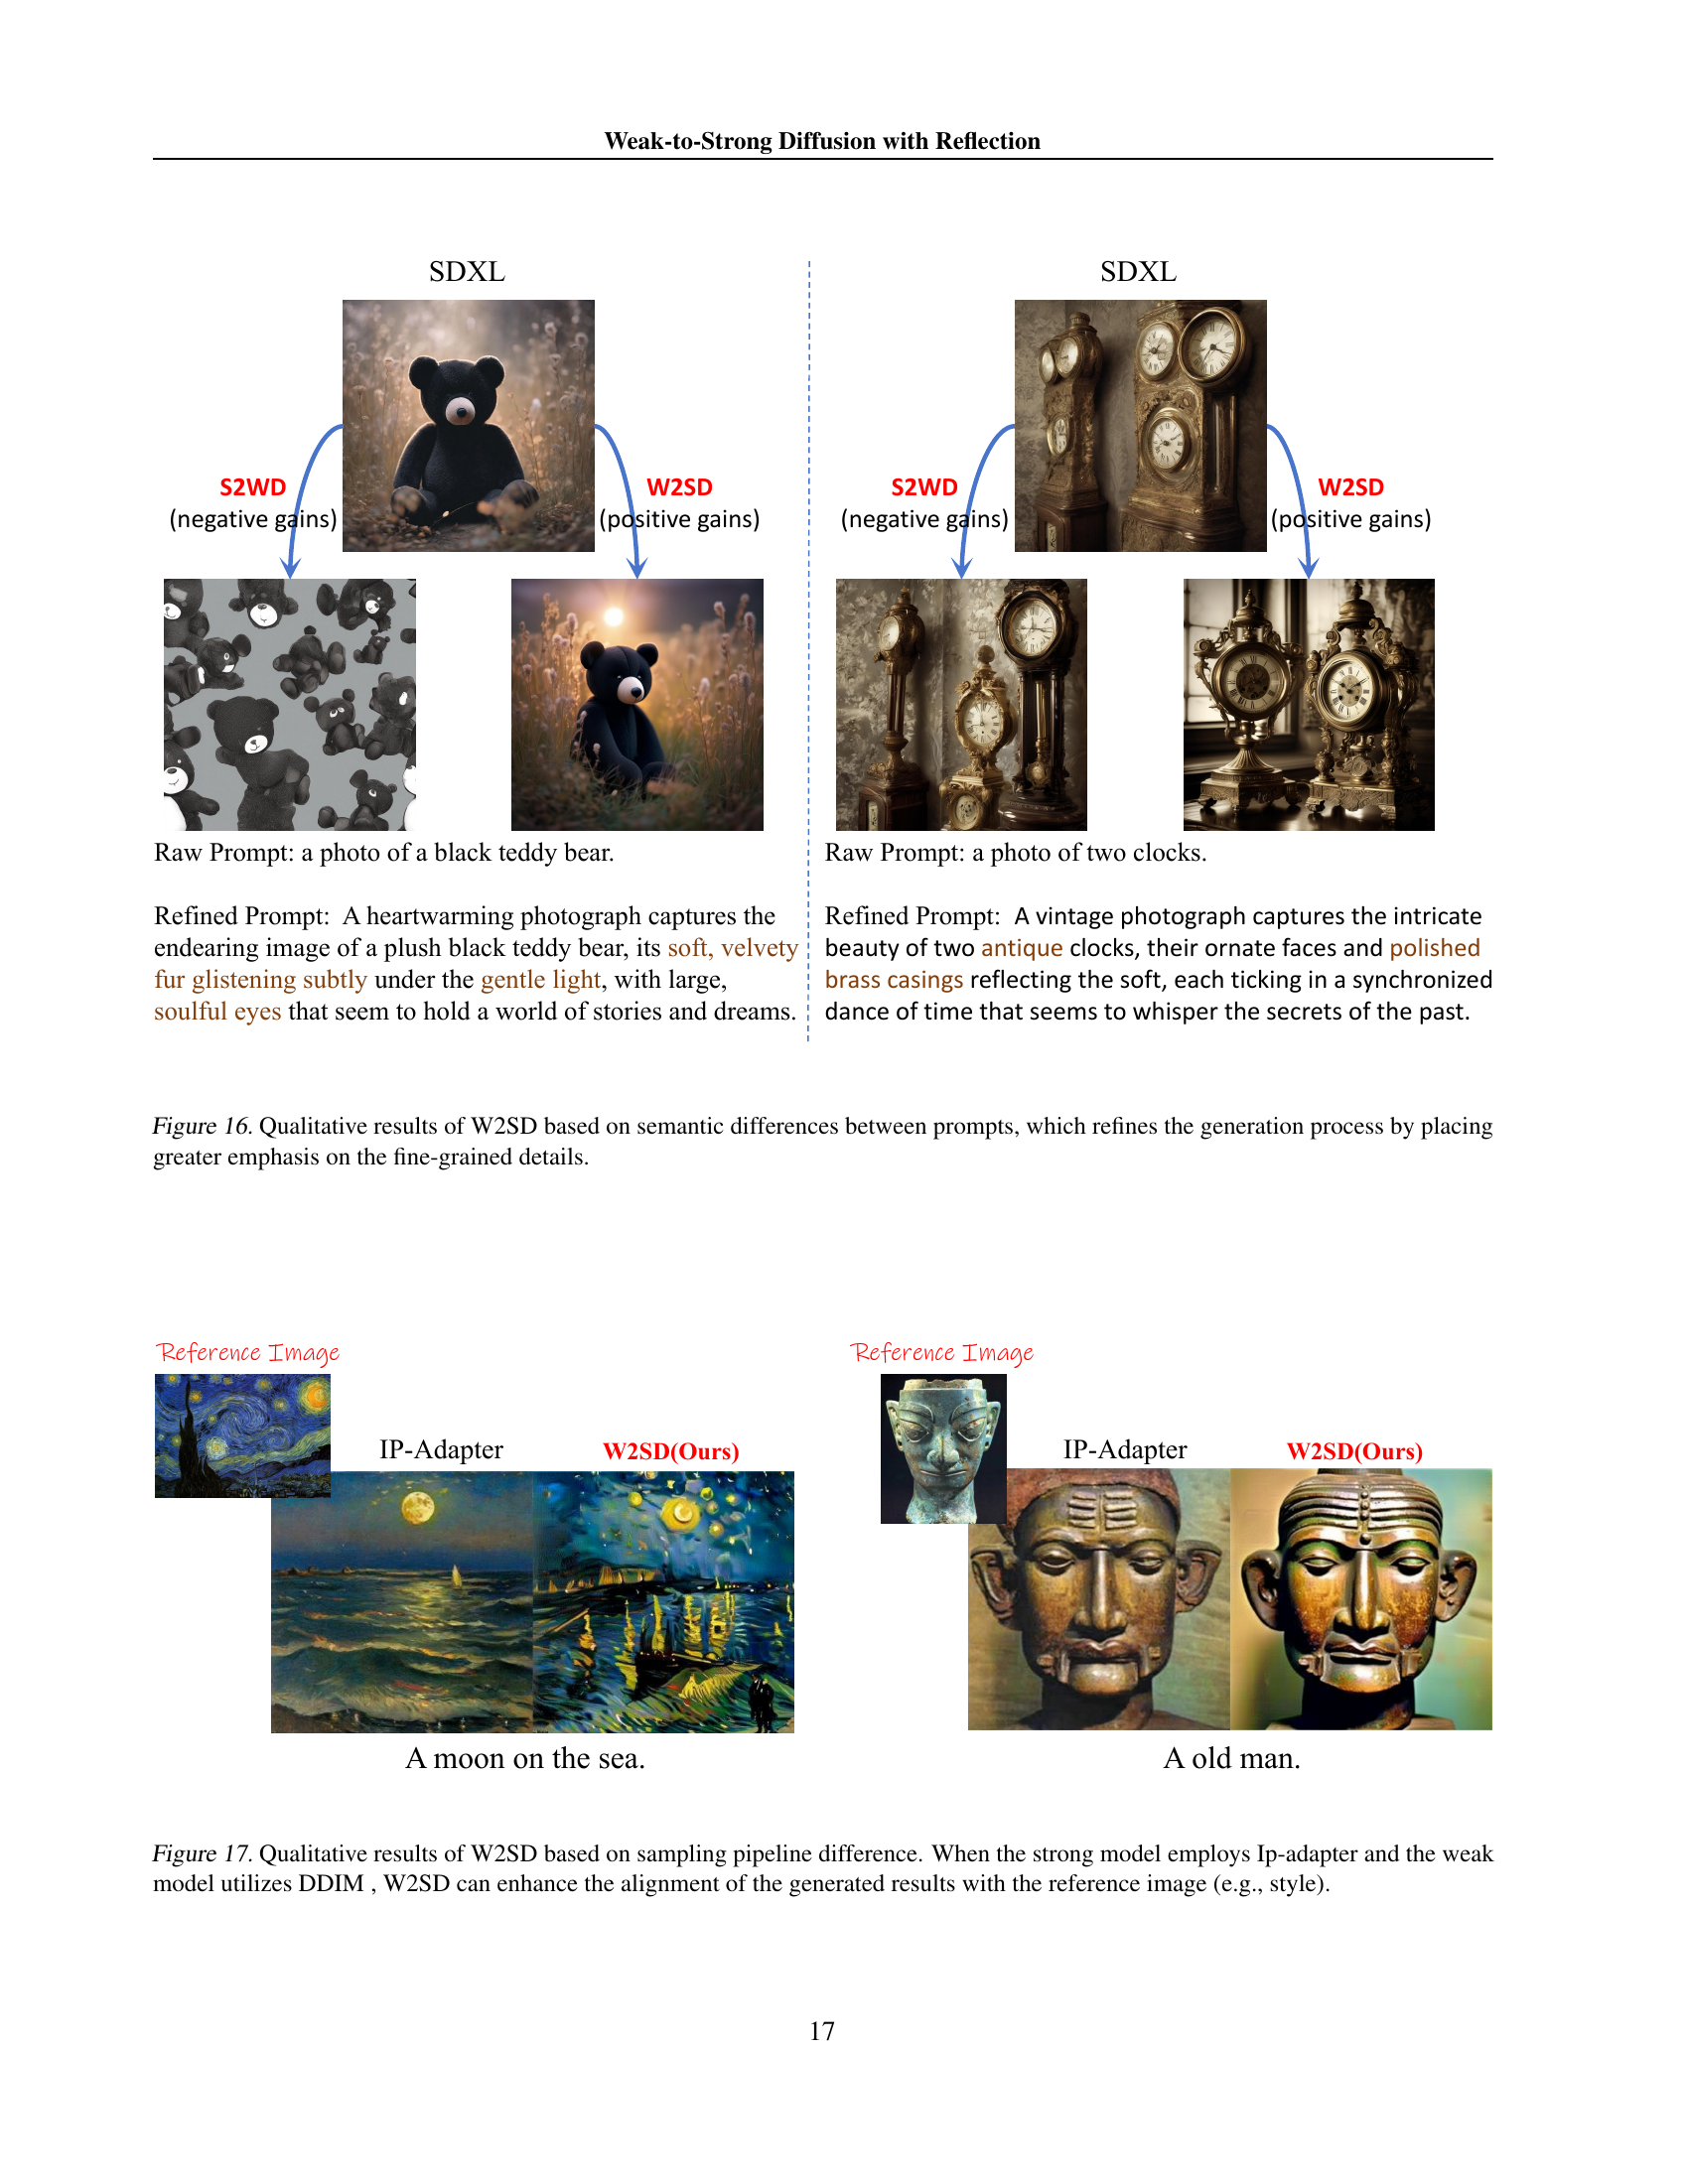 Weak-to-Strong Diffusion with Reflection
SDXL
S2WD
(negative gains)
W2SD
(positive gains)
Raw Prompt: a photo of a black teddy bear.
Refined Prompt: A heartwarming photograph captures the
endearing image of a plush black teddy bear, its soft, velvety
fur glistening subtly under the gentle light, with large,
soulful eyes that seem to hold a world of stories and dreams.
SDXL
S2WD
(negative gains)
W2SD
(positive gains)
Raw Prompt: a photo of two clocks.
Refined Prompt: A vintage photograph captures the intricate
beauty of two antique clocks, their ornate faces and polished
brass casings reflecting the soft, each ticking in a synchronized
dance of time that seems to whisper the secrets of the past.
Figure 16. Qualitative results of W2SD based on semantic differences between prompts, which refines the generation process by placing
greater emphasis on the fine-grained details.
Reference Image
IP-Adapter
W2SD(Ours)
A moon on the sea.
Reference Image
IP-Adapter
W2SD(Ours)
A old man.
Figure 17. Qualitative results of W2SD based on sampling pipeline difference. When the strong model employs Ip-adapter and the weak
model utilizes DDIM , W2SD can enhance the alignment of the generated results with the reference image (e.g., style).
17